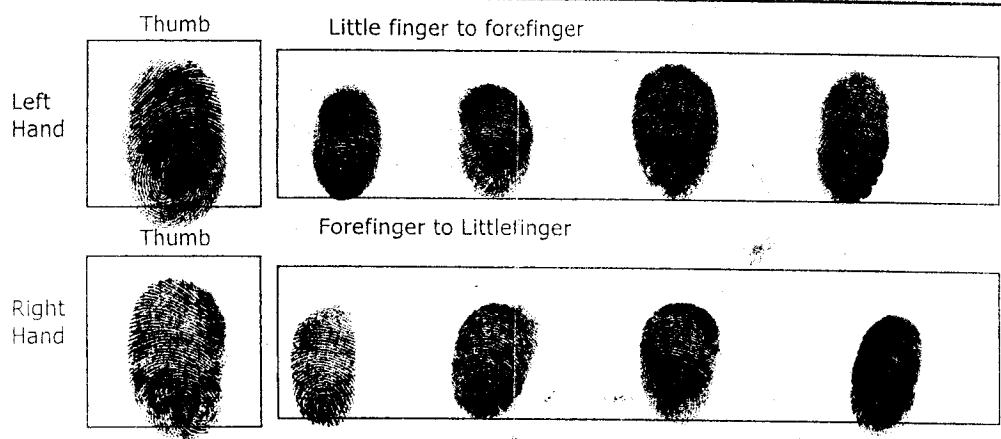 Thumb
Little finger to forefinger
Left
Hand
Thumb
Forefinger to Littlefinger
Right
Hand